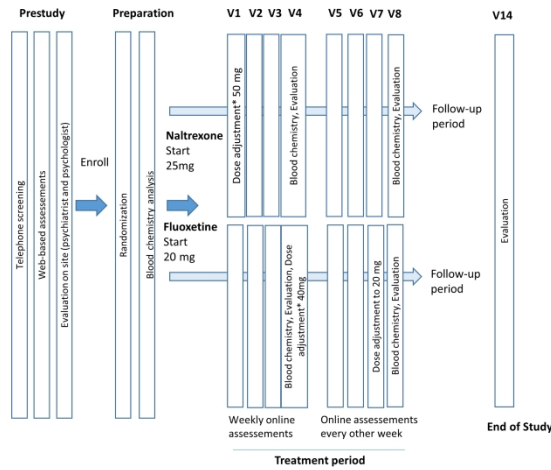 Prestudy
Preparation
V1 V2 V3 V4 V5 V6 V7 V8 V14
Telephone screening
Web-based assessments
Evaluation on site (psychiatrist and psychologist)
Enroll
Randomization
Blood chemistry analysis
Naltrexone
Start
25mg
Dose adjustment* 50 mg
Blood chemistry, Evaluation
Blood chemistry, Evaluation
Follow-up
period
Fluoxetine
Start
20 mg
Blood chemistry, Evaluation, Dose
adjustment* 40mg
Dose adjustment to 20 mg
Blood chemistry, Evaluation
Follow-up
period
Evaluation
Weekly online
assessements
Online assessments
every other week
End of Study
Treatment period